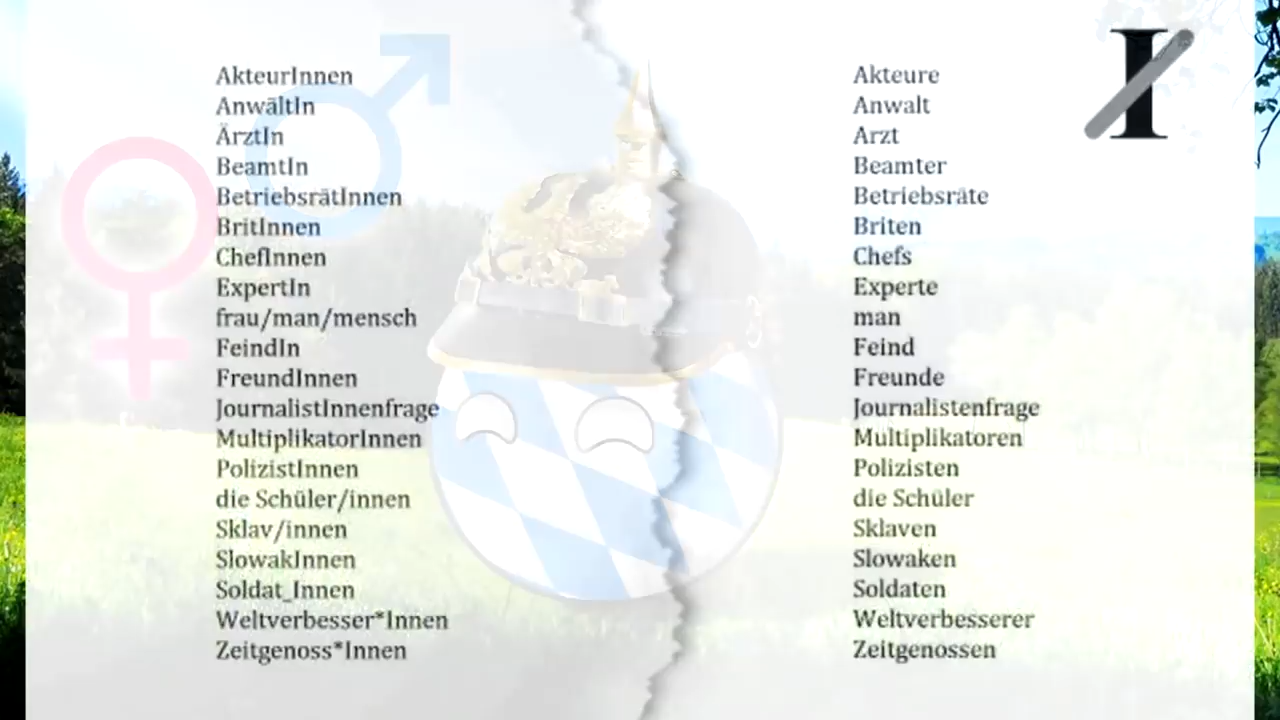 AkteurInnen
AnwältIn
ÄrztIn
BeamtIn
BetriebsrätInnen
BritInnen
ChefInnen
ExpertIn
frau/man/mensch
FeindIn
FreundInnen
JournalistInnenfrage
MultiplikatorInnen
PolizistInnen
die Schüler/innen
Sklav/innen
SlowakInnen
Soldat_Innen
Weltverbesser*Innen
Zeitgenoss*Innen
I
Akteure
Anwalt
Arzt
Beamter
Betriebsräte
Briten
Chefs
Experte
man
Feind
Freunde
Journalistenfrage
Multiplikatoren
Polizisten
die Schüler
Sklaven
Slowaken
Soldaten
Weltverbesserer
Zeitgenossen